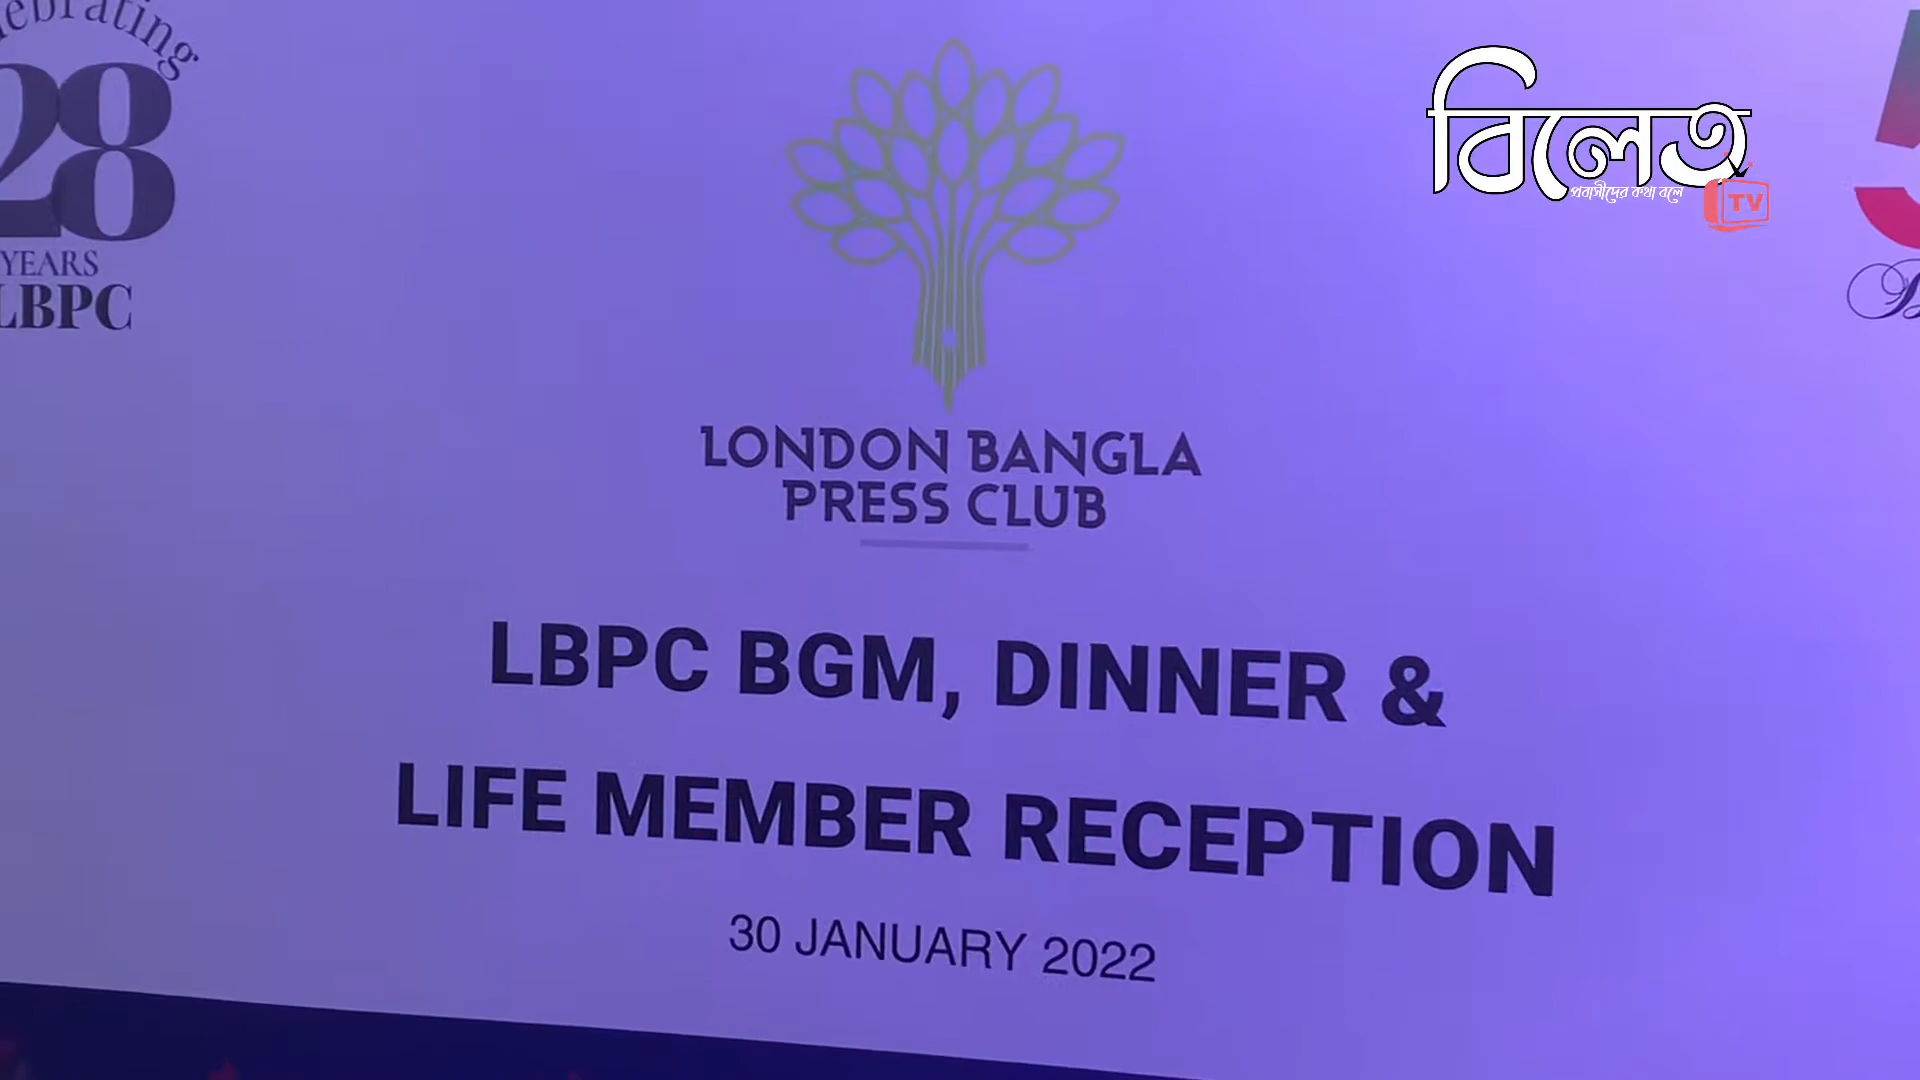 28
YEARS
LBPC
LONDON BANGLA
PRESS CLUB
LBPC BGM, DINNER &
LIFE MEMBER RECEPTION
30 JANUARY 2022
বিলেত
প্রবাসীদের কথা বলে
TV